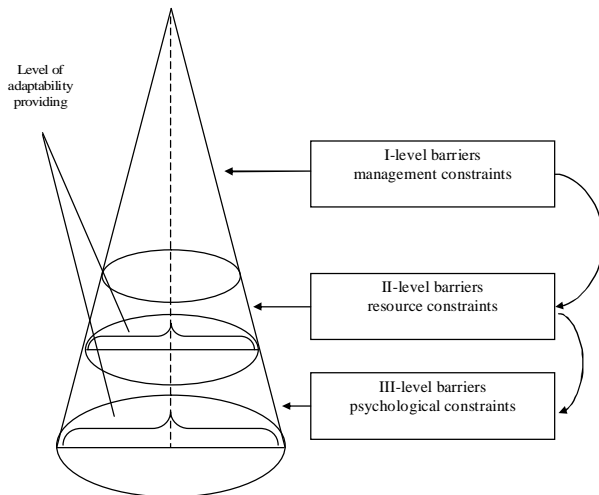 Level of
adaptability
providing
I-level barriers
management constraints
II-level barriers
resource constraints
III-level barriers
psychological constraints